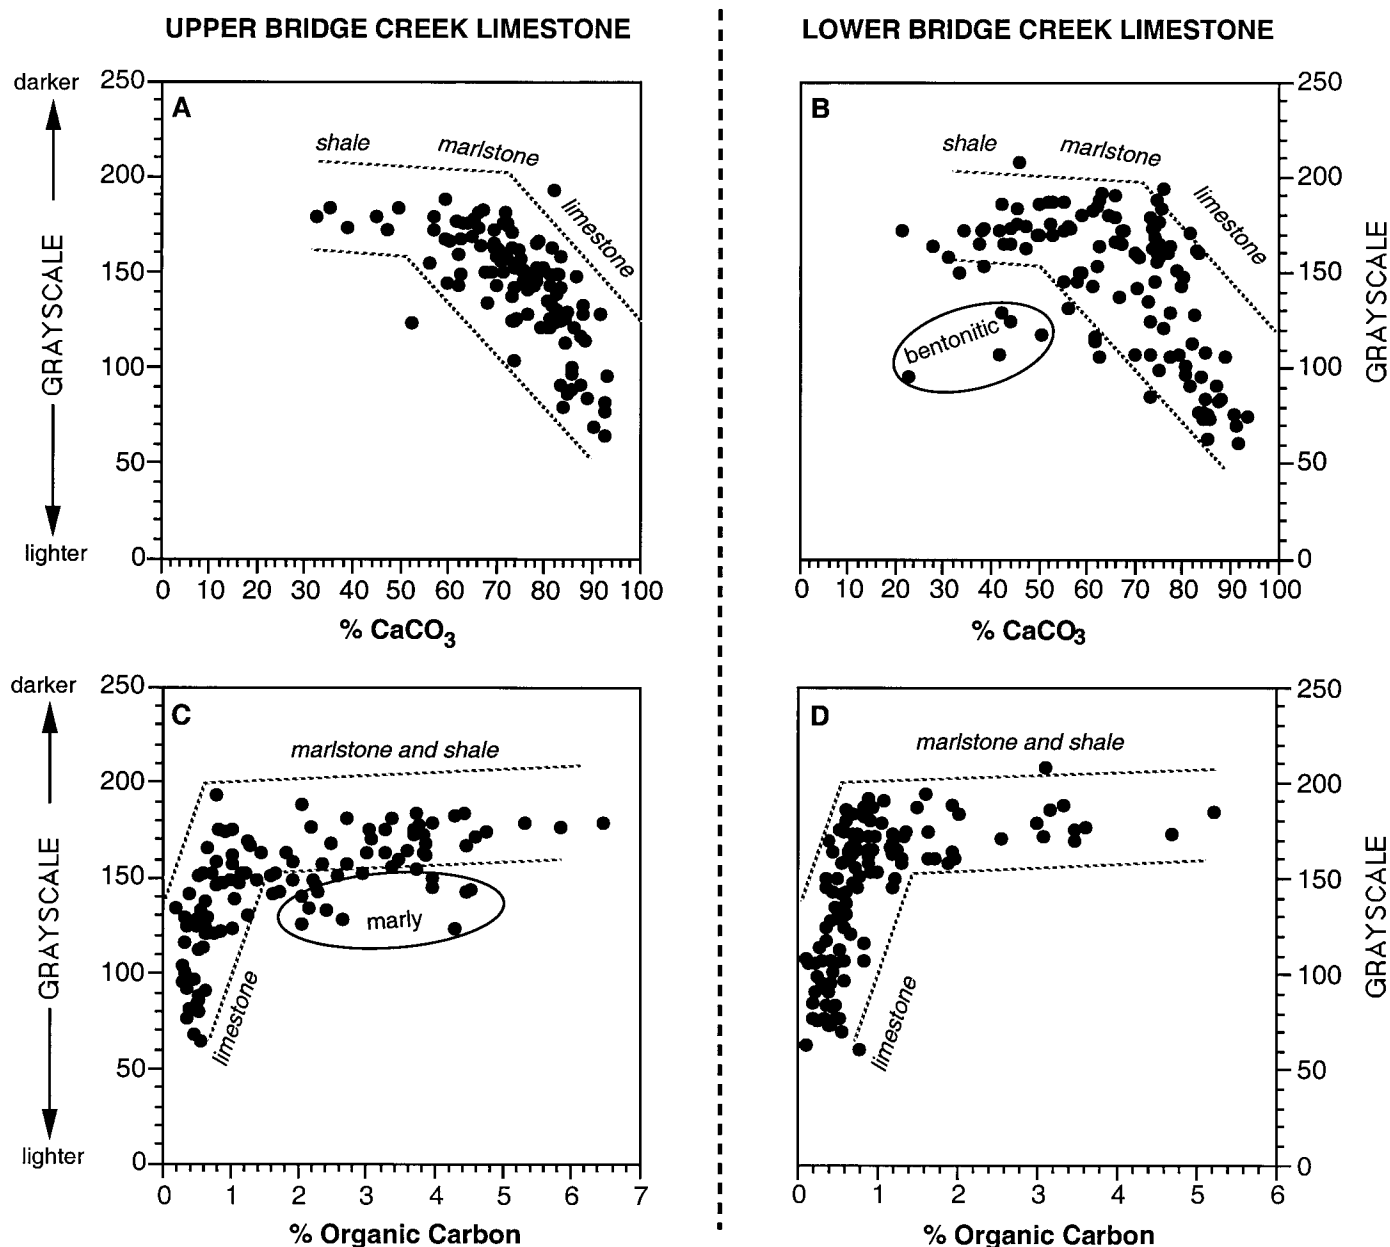 UPPER BRIDGE CREEK LIMESTONE
LOWER BRIDGE CREEK LIMESTONE
darker
GRAYSCALE
lighter
250
200
150
100
50
0
A
shale
marlstone
limestone
0 10 20 30 40 50 60 70 80 90 100
% CaCO3
B
shale
marlstone
limestone
bentonitic
250
200
150
100
50
0
GRAYSCALE
0 10 20 30 40 50 60 70 80 90 100
% CaCO3
darker
GRAYSCALE
lighter
250
200
150
100
50
0
C
marlstone and shale
marly
limestone
0 1 2 3 4 5 6 7
% Organic Carbon
D
marlstone and shale
limestone
250
200
150
100
50
0
GRAYSCALE
0 1 2 3 4 5 6
% Organic Carbon